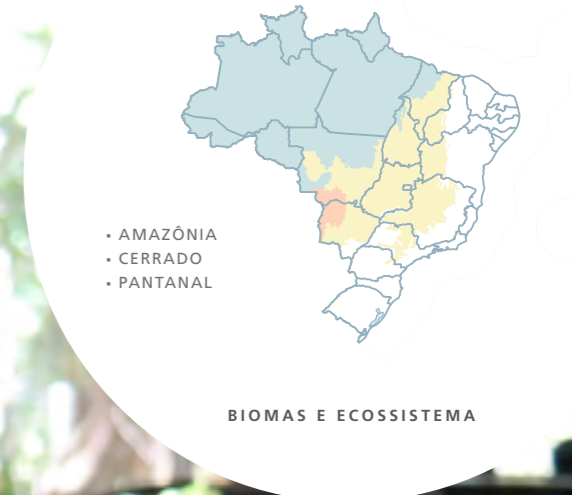 • AMAZÔNIA
• CERRADO
• PANTANAL
BIOMAS E ECOSSISTEMA